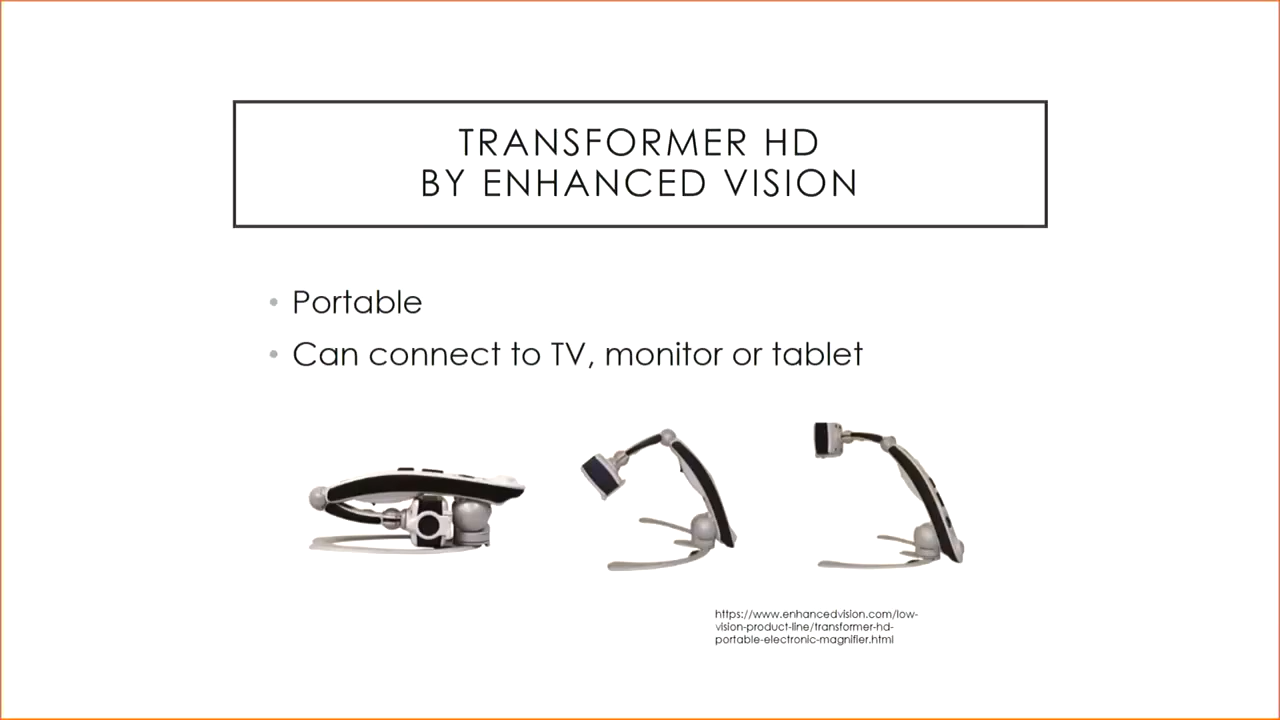 TRANSFORMER HD
BY ENHANCED VISION
• Portable
• Can connect to TV, monitor or tablet
https://www.enhancedvision.com/low-
vision-product-line/transformer-hd-
portable-electronic-magnifier.html